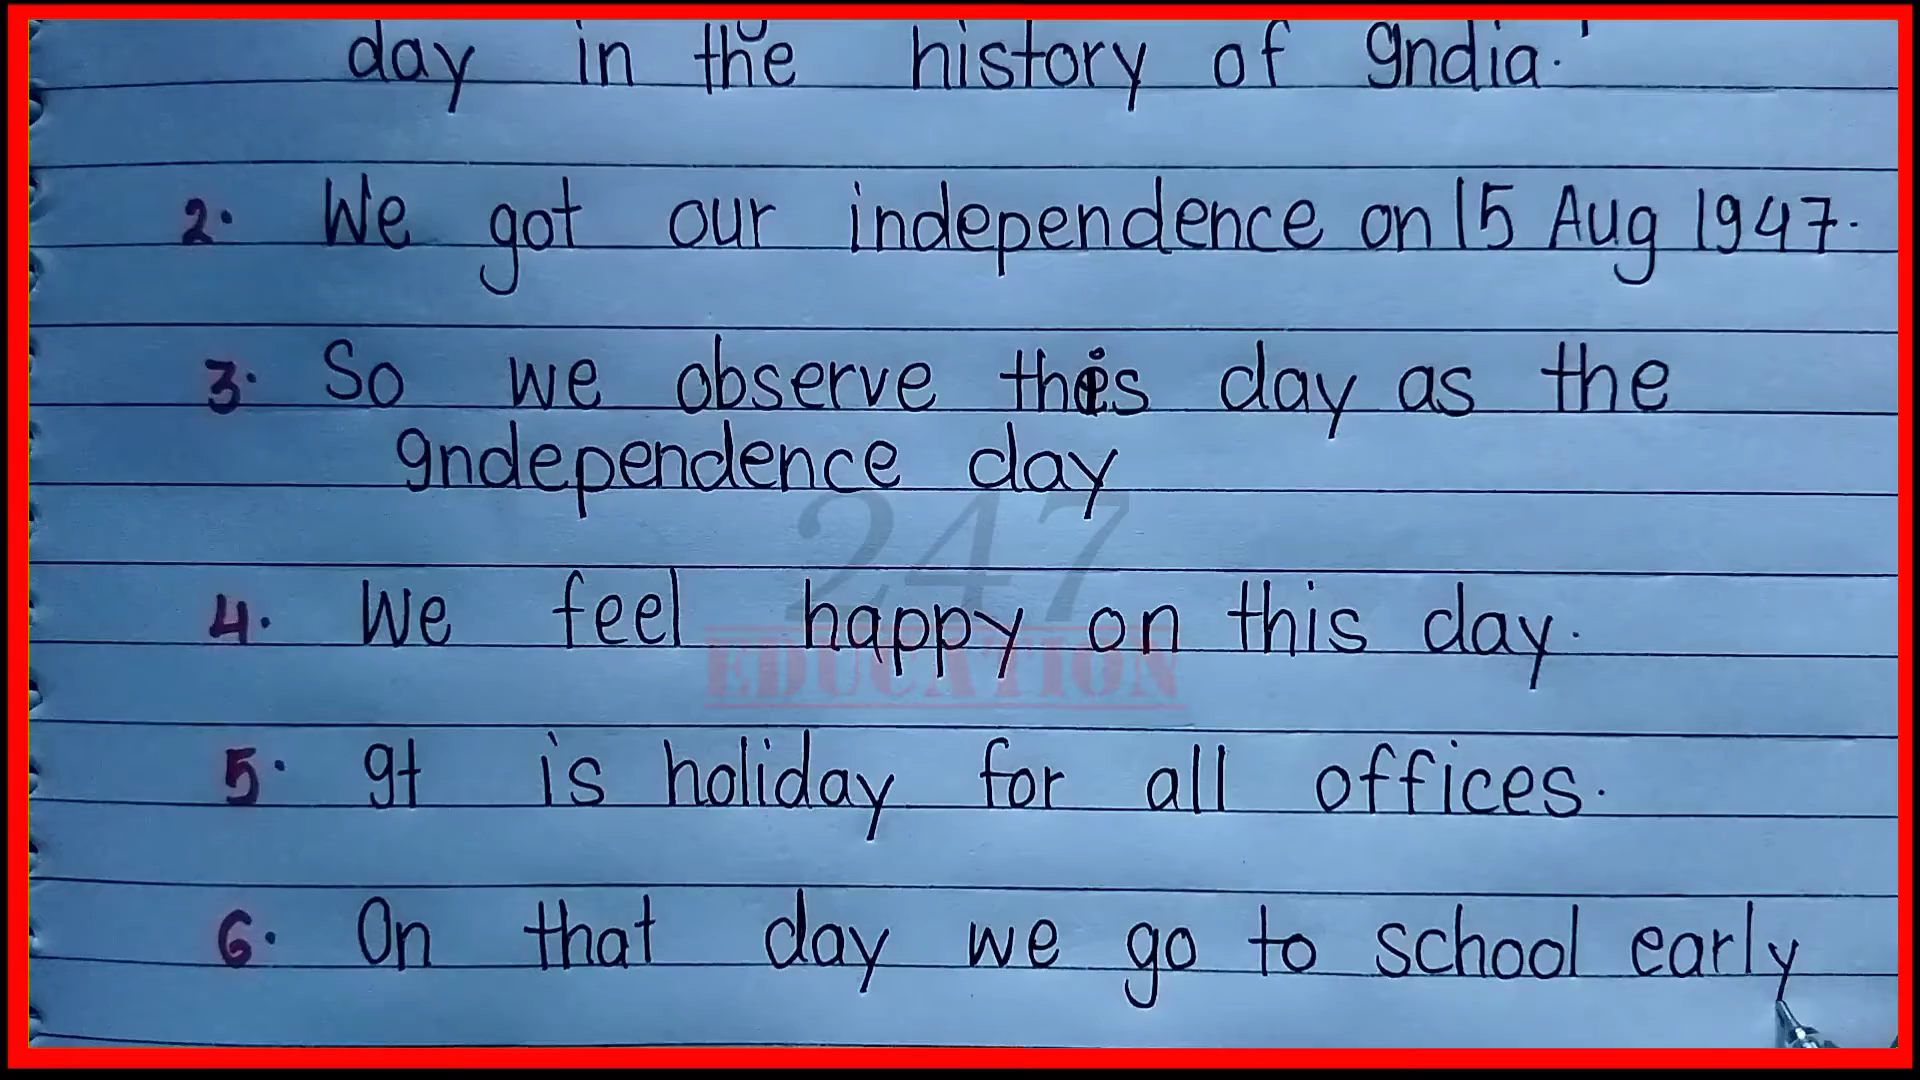 day in the history of India.
2. We got our independence on 15 Aug 1947.
3. So we observe this day as the
Independence day
247
4. We feel happy on this day.
EDUCATION
5. It is holiday for all offices.
6. On that day we go to school early